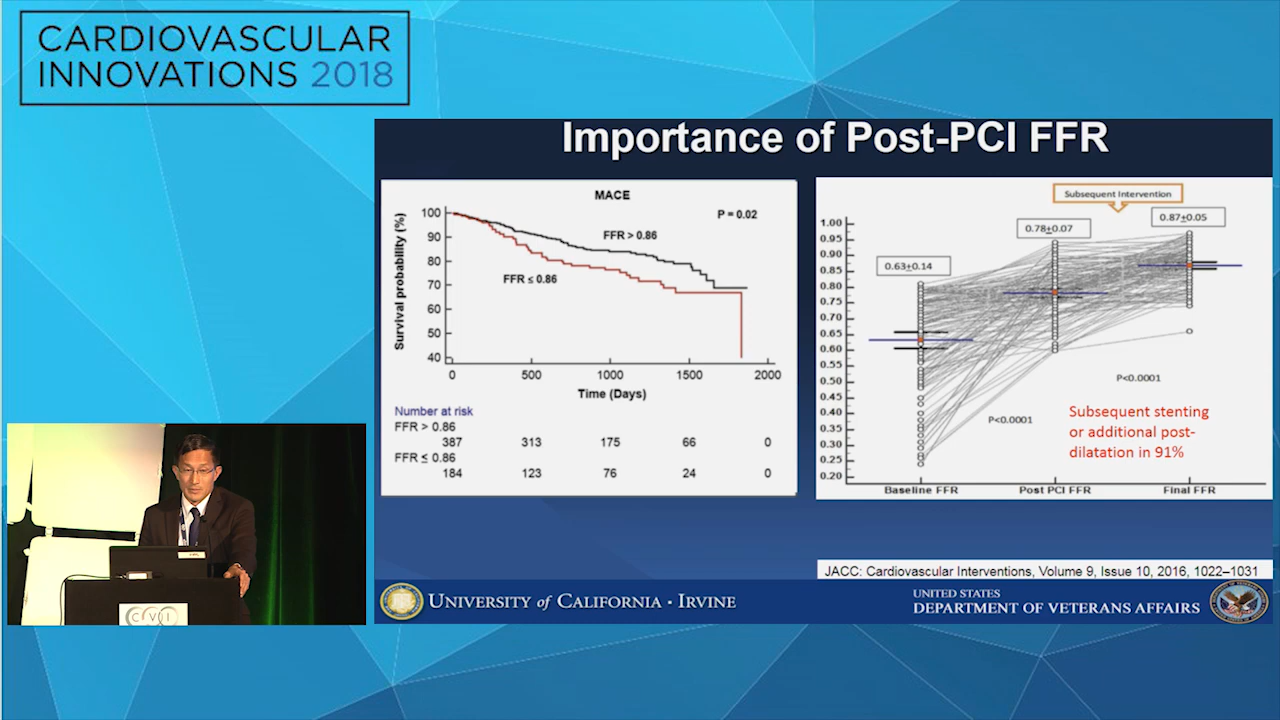 CARDIOVASCULAR
INNOVATIONS 2018
Importance of Post-PCI FFR
MACE
P = 0.02
FFR > 0.86
FFR ≤ 0.86
Survival probability (%)
100
90
80
70
60
50
40
0 500 1000 1500 2000
Time (Days)
Number at risk
FFR > 0.86
387 313 175 66 0
FFR ≤ 0.86
184 123 76 24 0
Subsequent Intervention
0.63±0.14
0.78±0.07
0.87±0.05
1.00
0.95
0.90
0.85
0.80
0.75
0.70
0.65
0.60
0.55
0.50
0.45
0.40
0.35
0.30
0.25
0.20
P<0.0001
P<0.0001
Subsequent stenting
or additional post-
dilatation in 91%
Baseline FFR Post PCI FFR Final FFR
JACC: Cardiovascular Interventions, Volume 9, Issue 10, 2016, 1022–1031
UNIVERSITY of CALIFORNIA · IRVINE
UNITED STATES
DEPARTMENT OF VETERANS AFFAIRS